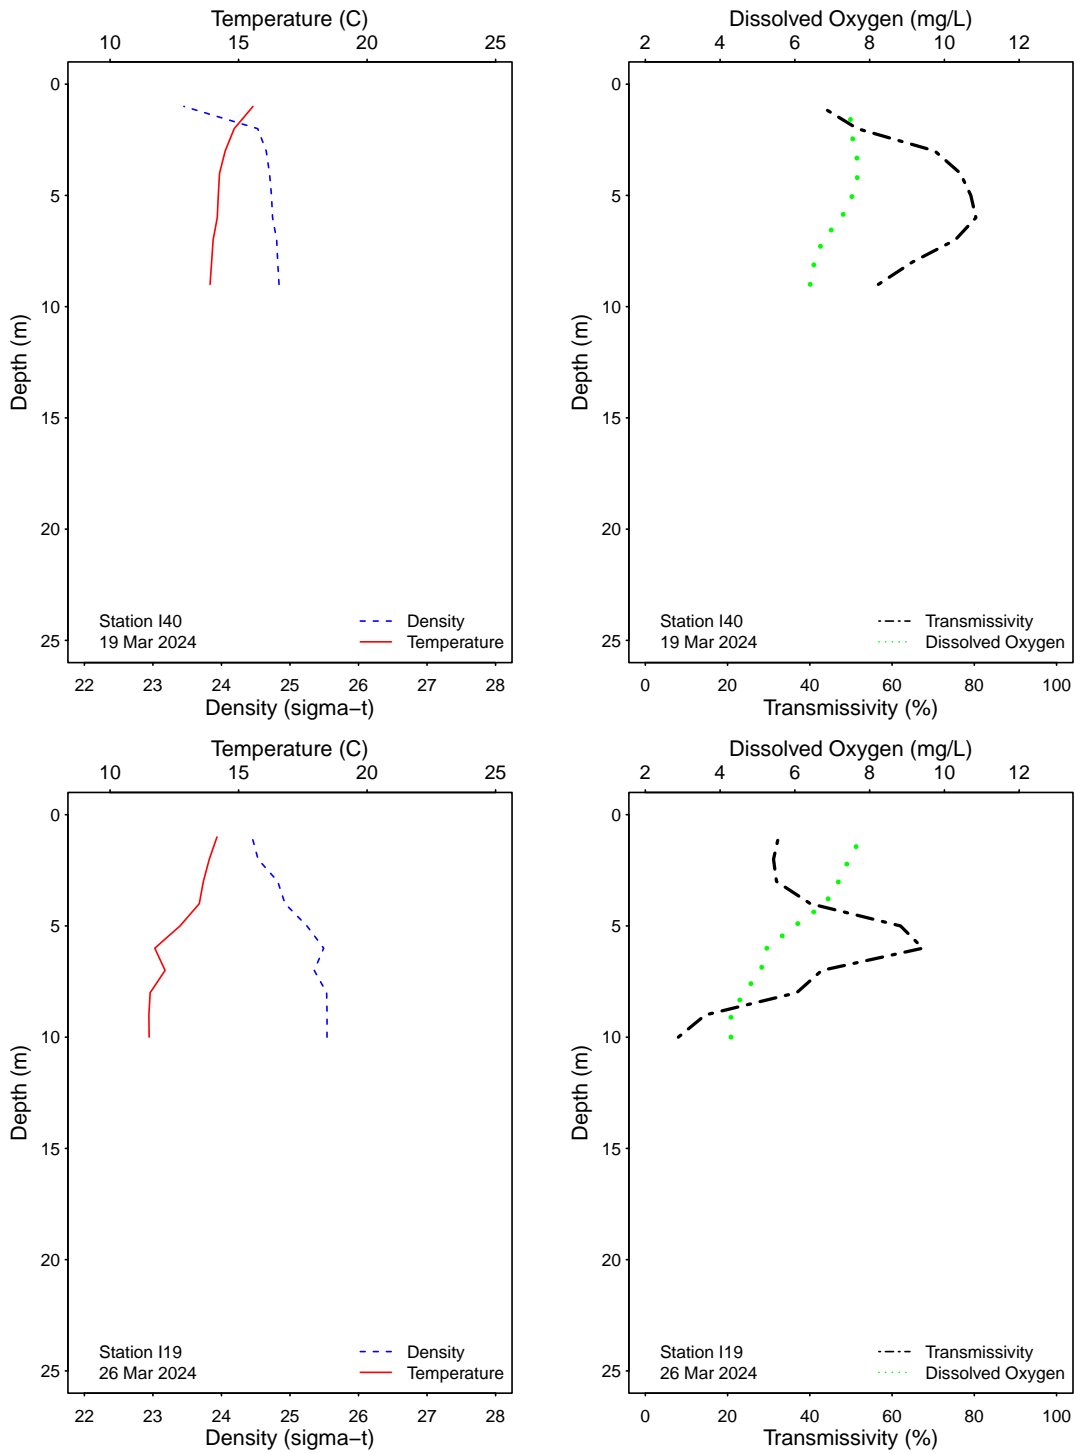 Temperature (C)
10 15 20 25
0
5
10
15
20
25
Depth (m)
Station I40
19 Mar 2024
Density
Temperature
22 23 24 25 26 27 28
Density (sigma−t)
Dissolved Oxygen (mg/L)
2 4 6 8 10 12
0
5
10
15
20
25
Depth (m)
Station I40
19 Mar 2024
Transmissivity
Dissolved Oxygen
0 20 40 60 80 100
Transmissivity (%)
Temperature (C)
10 15 20 25
0
5
10
15
20
25
Depth (m)
Station I19
26 Mar 2024
Density
Temperature
22 23 24 25 26 27 28
Density (sigma−t)
Dissolved Oxygen (mg/L)
2 4 6 8 10 12
0
5
10
15
20
25
Depth (m)
Station I19
26 Mar 2024
Transmissivity
Dissolved Oxygen
0 20 40 60 80 100
Transmissivity (%)